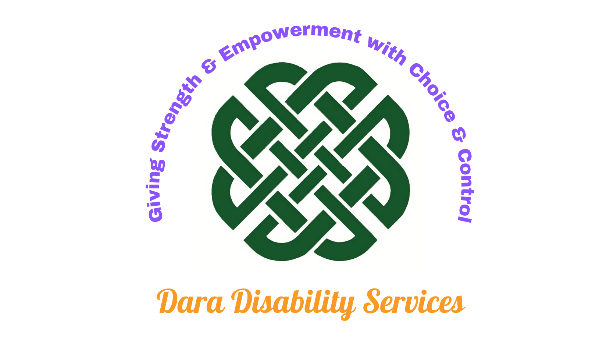 Giving Strength & Empowerment with Choice & Control
Dara Disability Services